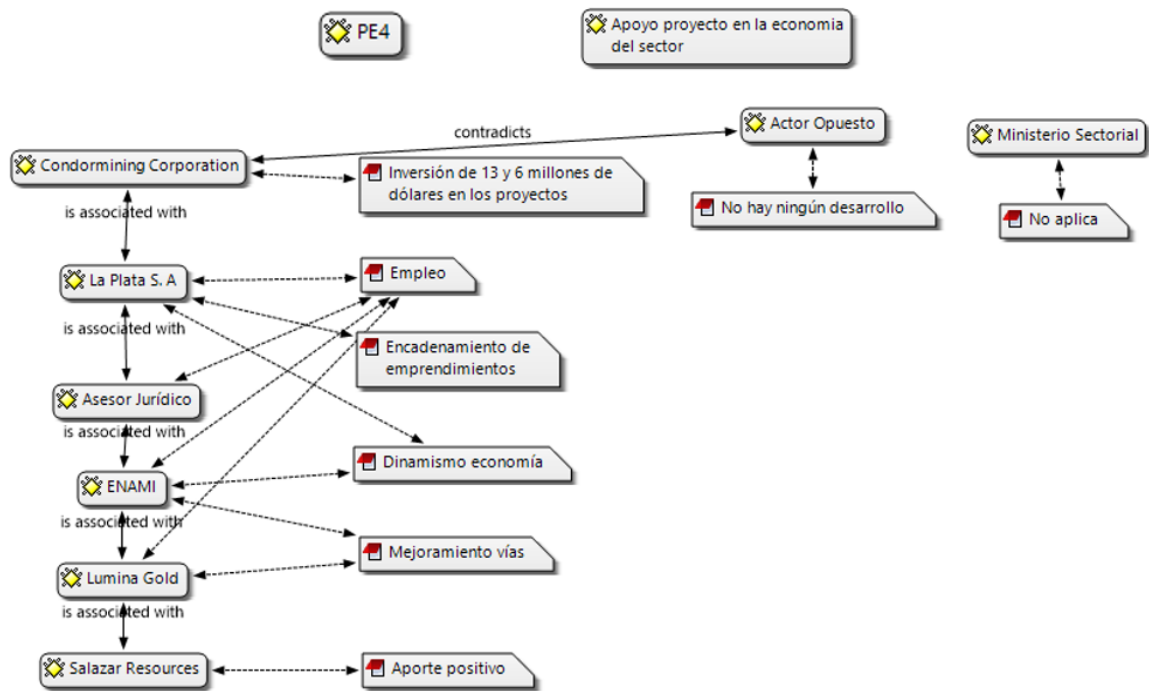 PE4
Apoyo proyecto en la economia
del sector
contradicts
Actor Opuesto
Ministerio Sectorial
Condormining Corporation
Inversión de 13 y 6 millones de
dólares en los proyectos
No hay ningún desarrollo
No aplica
is associated with
La Plata S. A
Empleo
is associated with
Encadenamiento de
emprendimientos
Asesor Jurídico
is associated with
Dinamismo economía
ENAMI
is associated with
Mejoramiento vías
Lumina Gold
is associated with
Salazar Resources
Aporte positivo